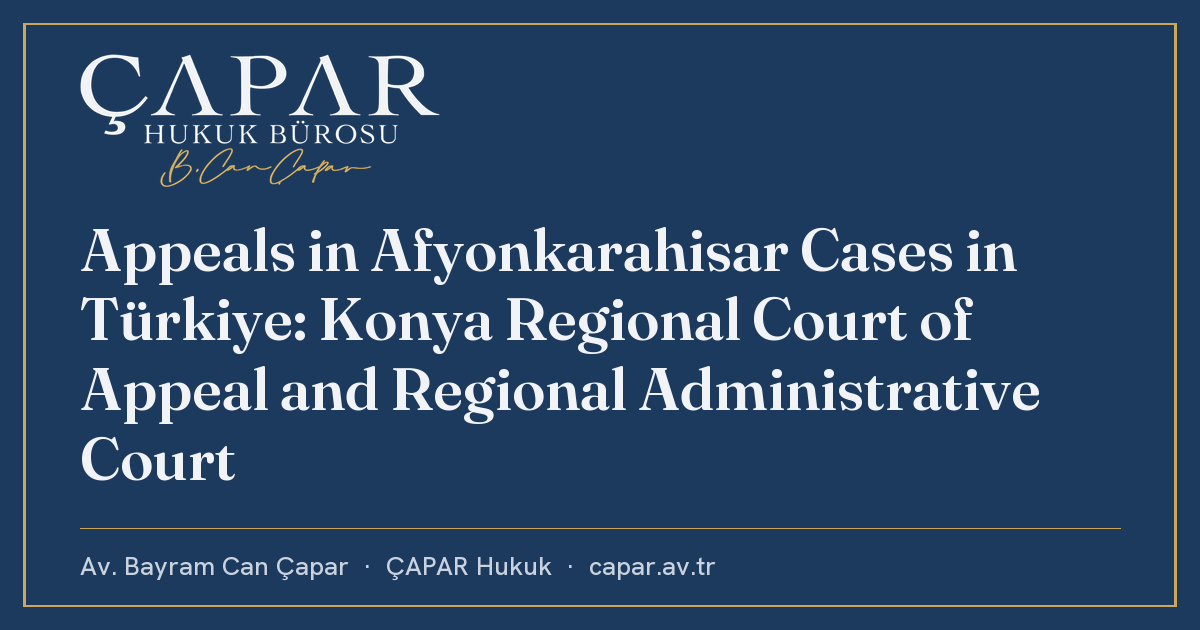 ÇAPAR
HUKUK BÜROSU
B.Can Çapar
Appeals in Afyonkarahisar Cases in
Türkiye: Konya Regional Court of
Appeal and Regional Administrative
Court
Av. Bayram Can Çapar · ÇAPAR Hukuk · capar.av.tr